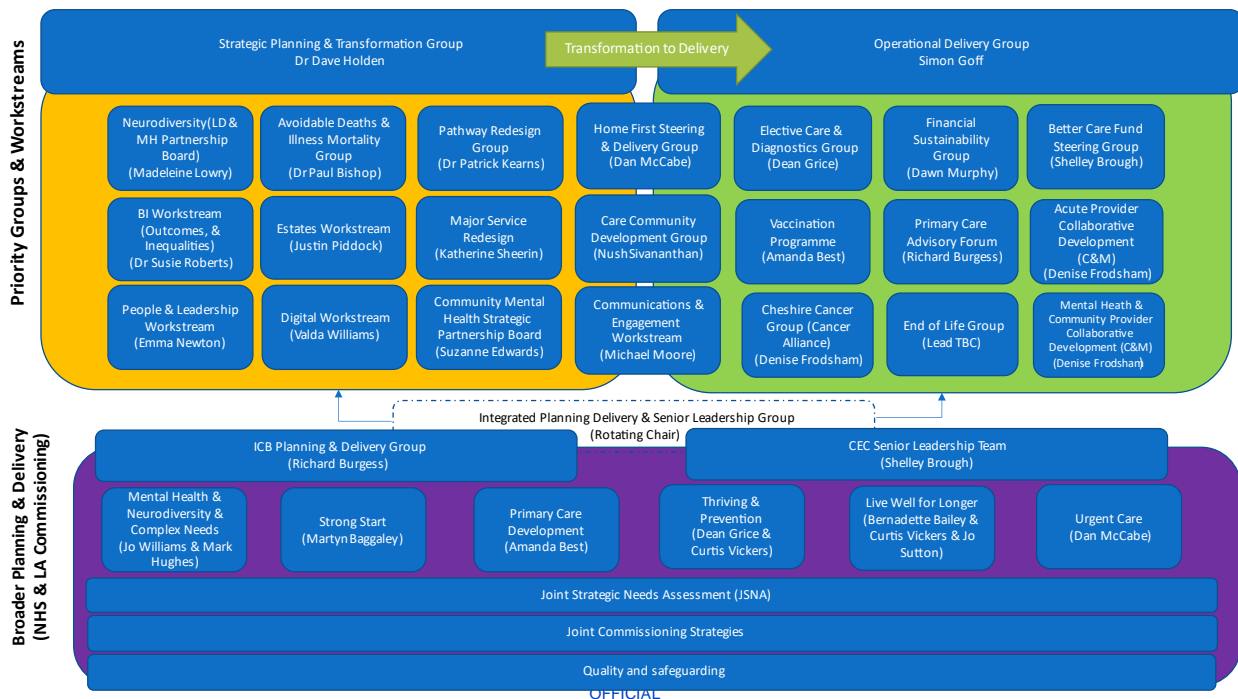 Priority Groups & Workstreams
Strategic Planning & Transformation Group
Dr Dave Holden
Transformation to Delivery
Operational Delivery Group
Simon Goff
Neurodiversity(LD &
MH Partnership
Board)
(Madeleine Lowry)
Avoidable Deaths &
Illness Mortality
Group
(Dr Paul Bishop)
Pathway Redesign
Group
(Dr Patrick Kearns)
Home First Steering
& Delivery Group
(Dan McCabe)
Elective Care &
Diagnostics Group
(Dean Grice)
Financial
Sustainability
Group
(Dawn Murphy)
Better Care Fund
Steering Group
(Shelley Brough)
BI Workstream
(Outcomes, &
Inequalities)
(Dr Susie Roberts)
Estates Workstream
(Justin Piddock)
Major Service
Redesign
(Katherine Sheerin)
Care Community
Development Group
(Nush Sivananthan)
Vaccination
Programme
(Amanda Best)
Primary Care
Advisory Forum
(Richard Burgess)
Acute Provider
Collaborative
Development
(C&M)
(Denise Frodsham)
People & Leadership
Workstream
(Emma Newton)
Digital Workstream
(Valda Williams)
Community Mental
Health Strategic
Partnership Board
(Suzanne Edwards)
Communications &
Engagement
Workstream
(Michael Moore)
Cheshire Cancer
Group (Cancer
Alliance)
(Denise Frodsham)
End of Life Group
(Lead TBC)
Mental Heath &
Community Provider
Collaborative
Development (C&M)
(Denise Frodsham)
Broader Planning & Delivery
(NHS & LA Commissioning)
Integrated Planning Delivery & Senior Leadership Group
(Rotating Chair)
ICB Planning & Delivery Group
(Richard Burgess)
CEC Senior Leadership Team
(Shelley Brough)
Mental Health &
Neurodiversity &
Complex Needs
(Jo Williams & Mark
Hughes)
Strong Start
(Martyn Baggaley)
Primary Care
Development
(Amanda Best)
Thriving &
Prevention
(Dean Grice &
Curtis Vickers)
Live Well for Longer
(Bernadette Bailey &
Curtis Vickers & Jo
Sutton)
Urgent Care
(Dan McCabe)
Joint Strategic Needs Assessment (JSNA)
Joint Commissioning Strategies
Quality and safeguarding
OFFICIAL